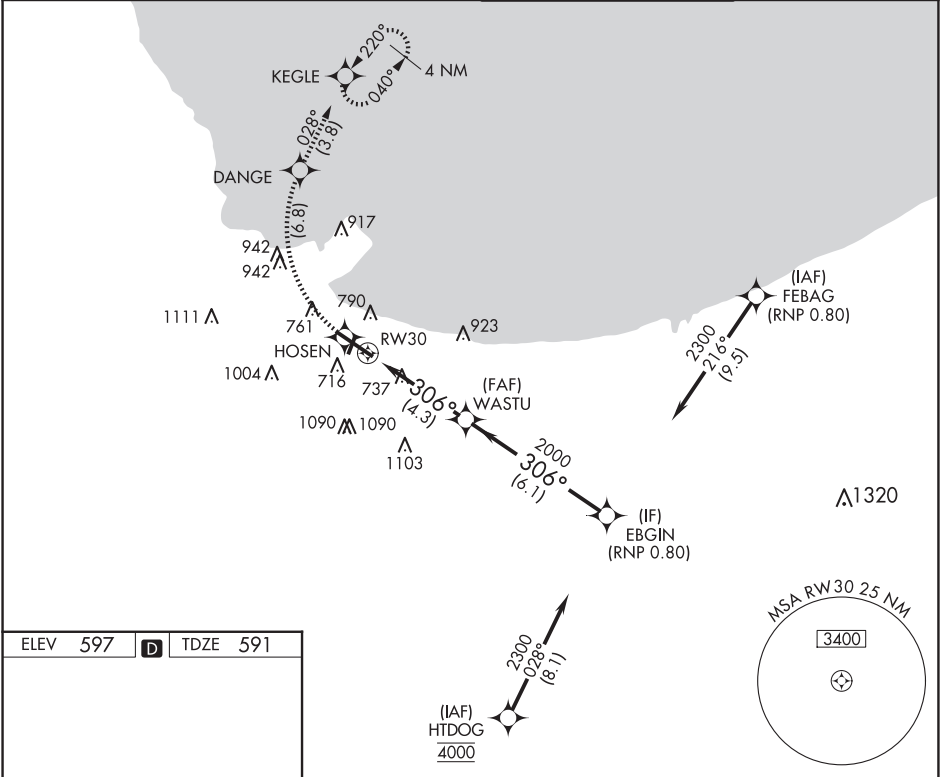 220°
KEGLE
040°
4 NM
028°
(3.8)
DANGE
(6.8)
917
942
942
(IAF)
FEBAG
(RNP 0.80)
1111
761
790
923
RW30
HOSEN
2300
216°
(9.5)
1004
716
737
306°
(4.3)
(FAF)
WASTU
1090
1090
1103
2000
306°
(6.1)
1320
(IF)
EBGIN
(RNP 0.80)
MSA RW30 25 NM
3400
ELEV 597 D TDZE 591
2300
028°
(8.1)
(IAF)
HTDOG
4000